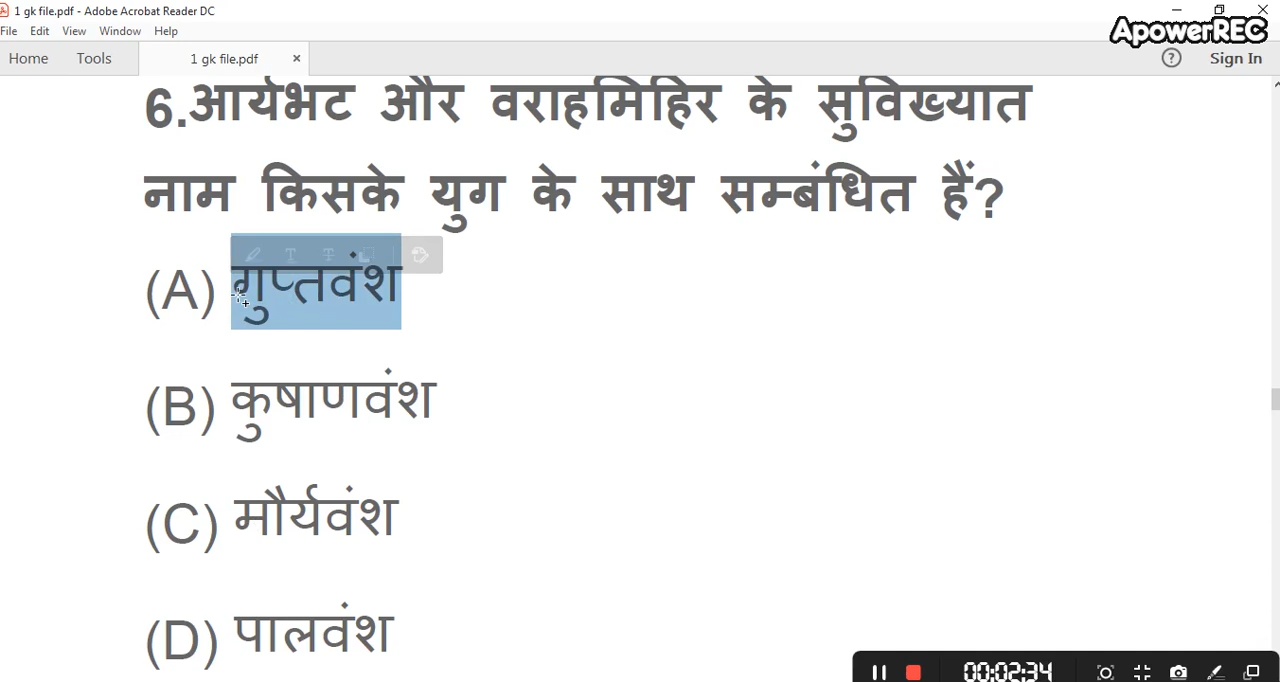 1 gk file.pdf - Adobe Acrobat Reader DC
File Edit View Window Help
ApowerREC
Home Tools 1 gk file.pdf × ? Sign In
6.आर्यभट और वराहमिहिर के सुविख्यात
नाम किसके युग के साथ सम्बंधित हैं?
(A) गुप्तवंश
(B) कुषाणवंश
(C) मौर्यवंश
(D) पालवंश
00:02:34